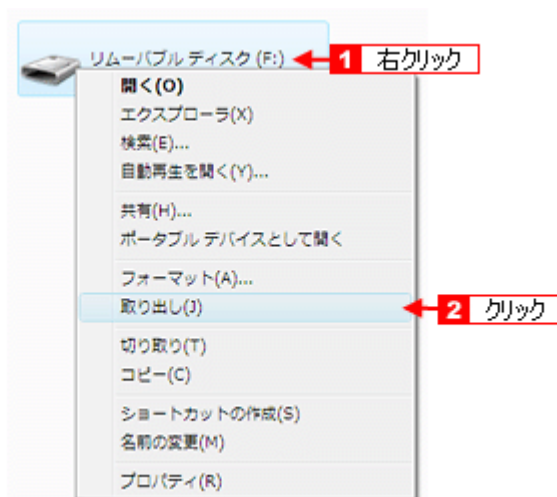 リムーバブル ディスク (F:)
1 右クリック
開く(O)
エクスプローラ(X)
検索(E)...
自動再生を開く(Y)...
共有(H)...
ポータブル デバイスとして開く
フォーマット(A)...
取り出し(J)
2 クリック
切り取り(T)
コピー(C)
ショートカットの作成(S)
名前の変更(M)
プロパティ(R)